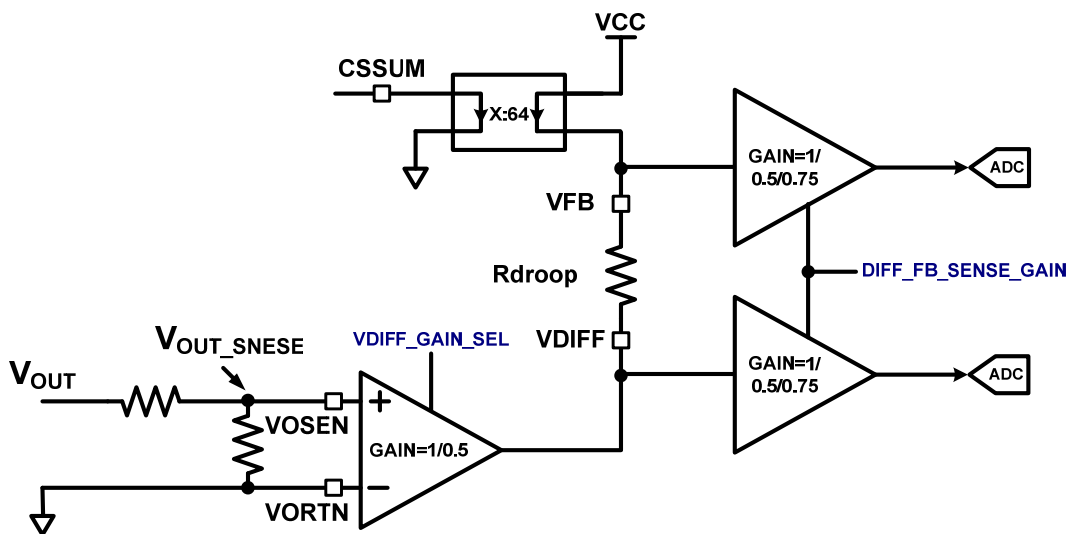 VCC
CSSUM
X:64
GAIN=1/
0.5/0.75
ADC
VFB
Rdroop
DIFF_FB_SENSE_GAIN
VDIFF
VOUT_SNESE
VDIFF_GAIN_SEL
GAIN=1/
0.5/0.75
ADC
VOUT
VOSEN
+
GAIN=1/0.5
−
VORTN